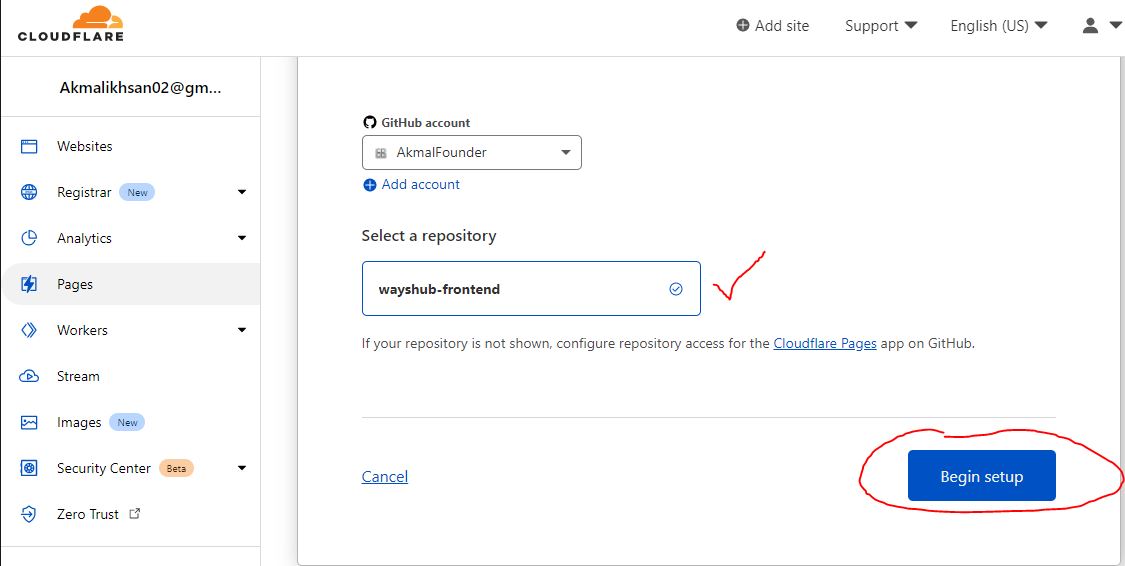 CLOUDFLARE
Add site
Support
English (US)
Akmalikhsan02@gm...
Websites
Registrar New
Analytics
Pages
Workers
Stream
Images New
Security Center Beta
Zero Trust
GitHub account
AkmalFounder
Add account
Select a repository
wayshub-frontend
If your repository is not shown, configure repository access for the Cloudflare Pages app on GitHub.
Cancel
Begin setup